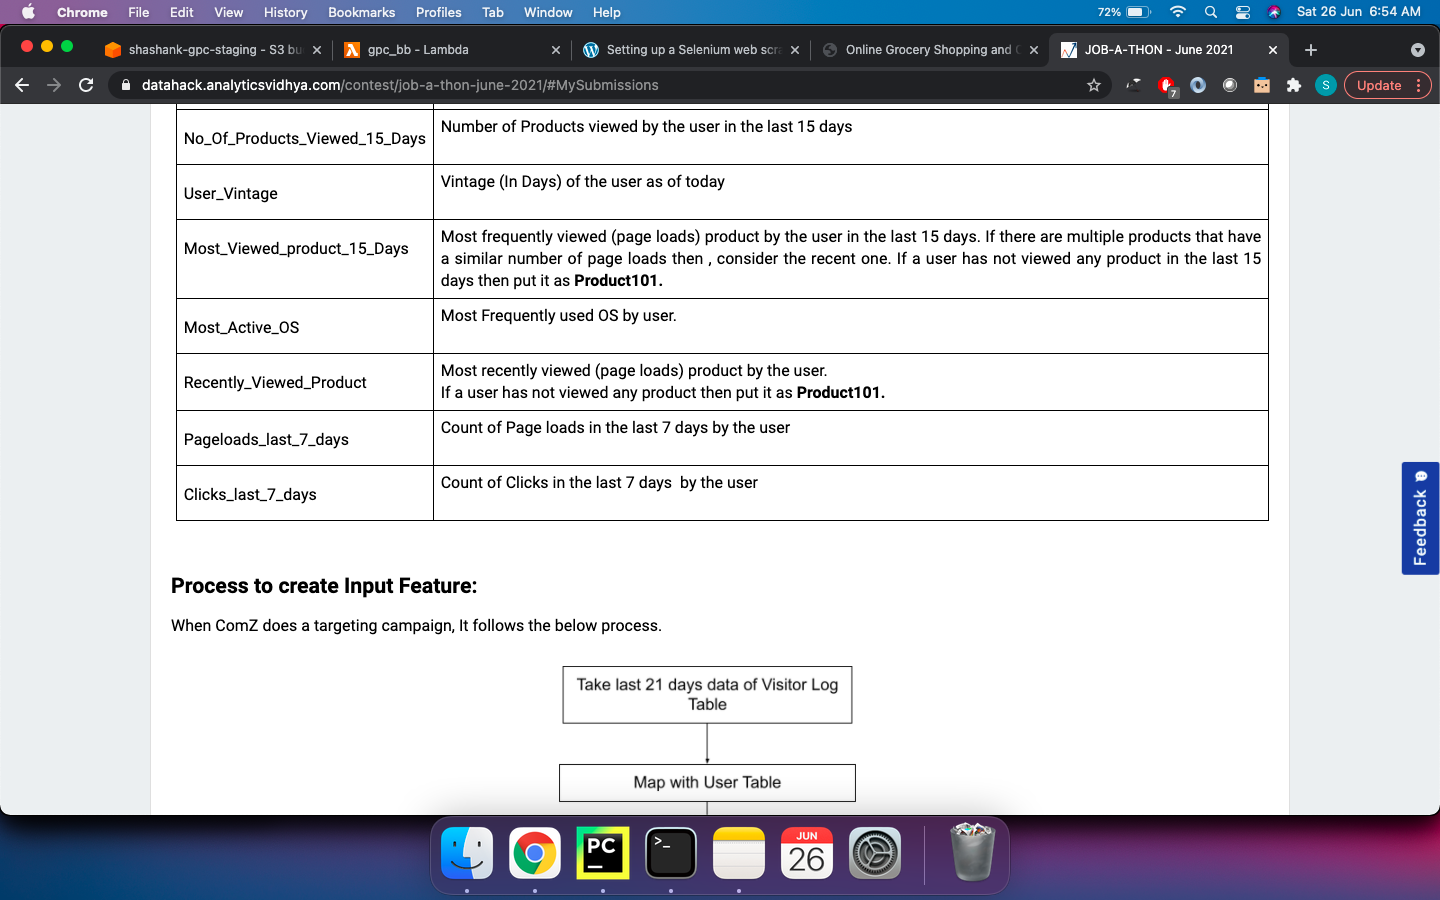 Chrome File Edit View History Bookmarks Profiles Tab Window Help 72% Sat 26 Jun 6:54 AM
shashank-gpc-staging - S3 bu gpc_bb - Lambda Setting up a Selenium web scra Online Grocery Shopping and JOB-A-THON - June 2021
datahack.analyticsvidhya.com/contest/job-a-thon-june-2021/#MySubmissions 7 S Update
No_Of_Products_Viewed_15_Days
Number of Products viewed by the user in the last 15 days
User_Vintage
Vintage (In Days) of the user as of today
Most_Viewed_product_15_Days
Most frequently viewed (page loads) product by the user in the last 15 days. If there are multiple products that have
a similar number of page loads then , consider the recent one. If a user has not viewed any product in the last 15
days then put it as Product101.
Most_Active_OS
Most Frequently used OS by user.
Recently_Viewed_Product
Most recently viewed (page loads) product by the user.
If a user has not viewed any product then put it as Product101.
Pageloads_last_7_days
Count of Page loads in the last 7 days by the user
Clicks_last_7_days
Count of Clicks in the last 7 days by the user
Feedback
Process to create Input Feature:
When ComZ does a targeting campaign, It follows the below process.
Take last 21 days data of Visitor Log
Table
Map with User Table
PC
>_
JUN
26